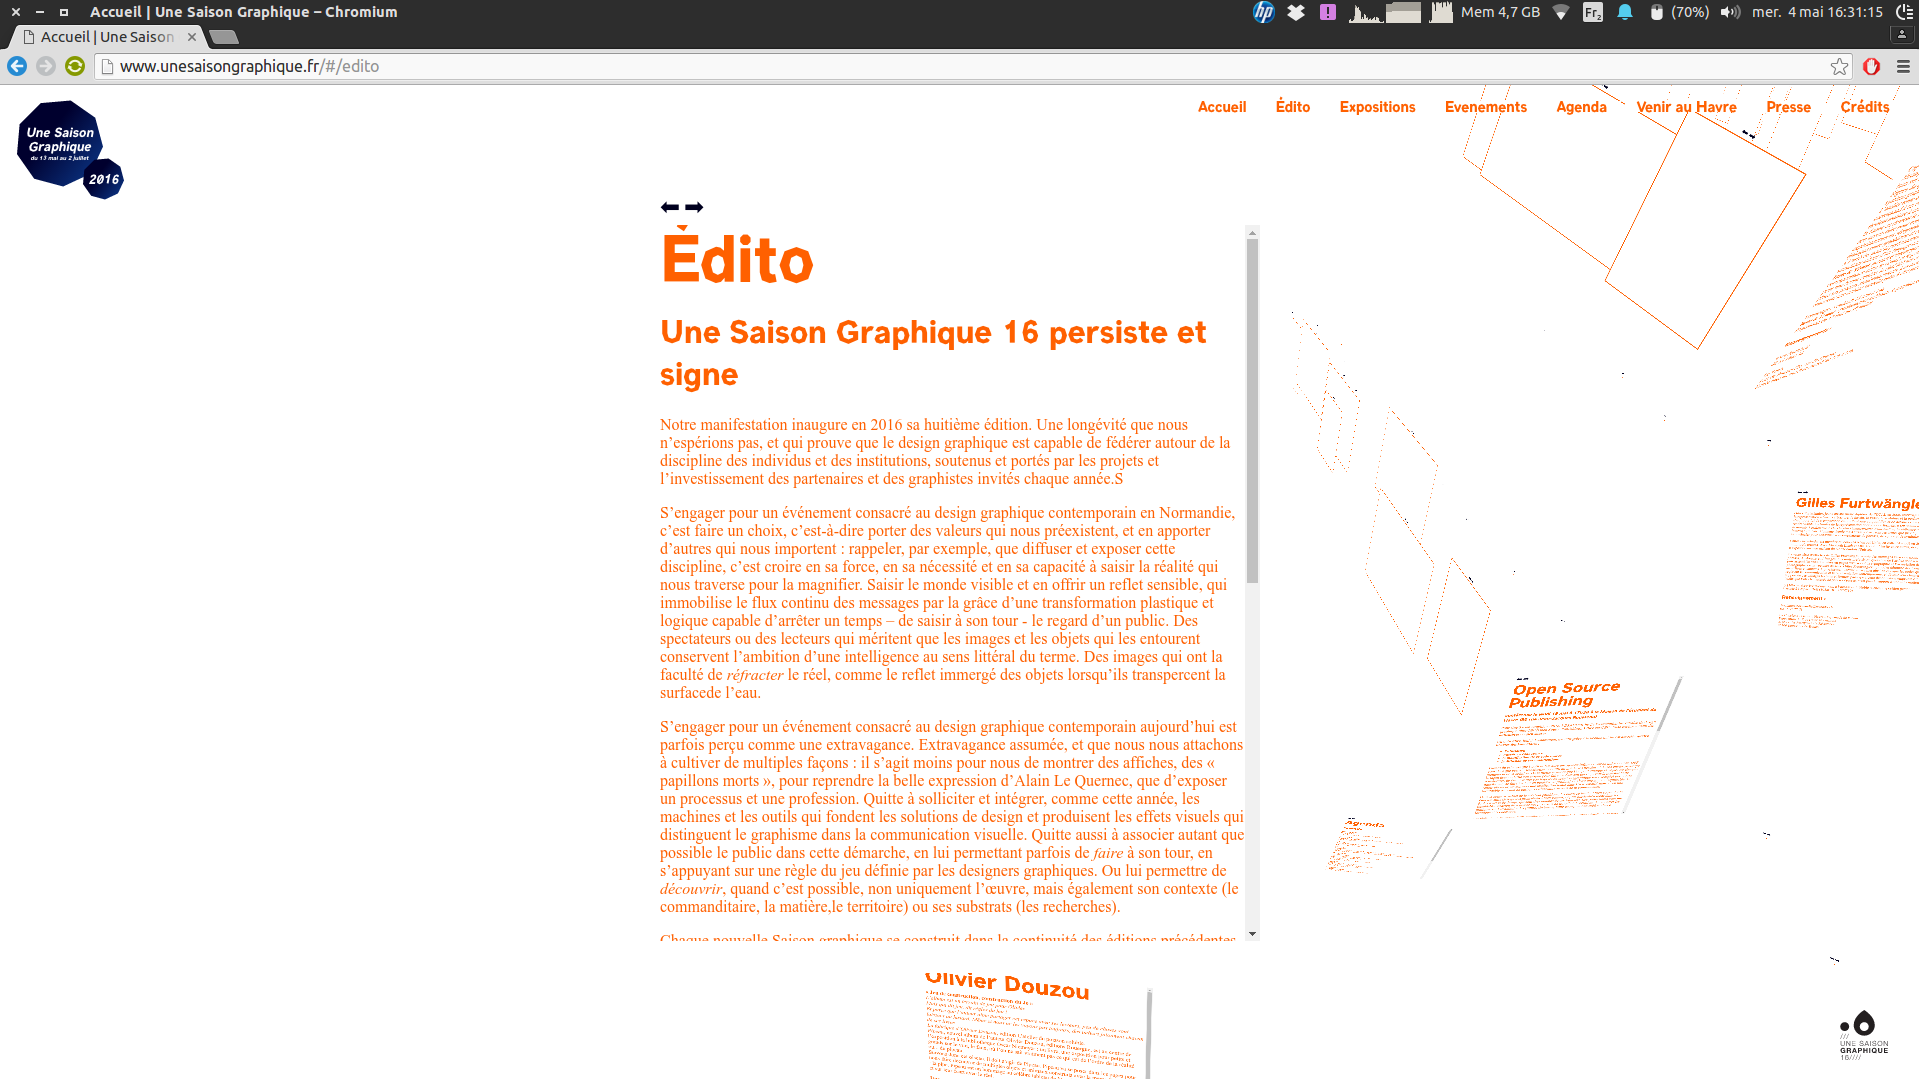 Accueil | Une Saison Graphique – Chromium
Mem 4,7 GB
Fr₂
(70%)
mer. 4 mai 16:31:15
Accueil | Une Saison
www.unesaisongraphique.fr/#/edito
Une Saison
Graphique
du 13 mai au 2 juillet
2016
Accueil
Édito
Expositions
Evenements
Agenda
Venir au Havre
Presse
Crédits
Édito
Une Saison Graphique 16 persiste et
signe
Notre manifestation inaugure en 2016 sa huitième édition. Une longévité que nous
n’espérions pas, et qui prouve que le design graphique est capable de fédérer autour de la
discipline des individus et des institutions, soutenus et portés par les projets et
l’investissement des partenaires et des graphistes invités chaque année.S
S’engager pour un événement consacré au design graphique contemporain en Normandie,
c’est faire un choix, c’est-à-dire porter des valeurs qui nous préexistent, et en apporter
d’autres qui nous importent : rappeler, par exemple, que diffuser et exposer cette
discipline, c’est croire en sa force, en sa nécessité et en sa capacité à saisir la réalité qui
nous traverse pour la magnifier. Saisir le monde visible et en offrir un reflet sensible, qui
immobilise le flux continu des messages par la grâce d’une transformation plastique et
logique capable d’arrêter un temps – de saisir à son tour - le regard d’un public. Des
spectateurs ou des lecteurs qui méritent que les images et les objets qui les entourent
conservent l’ambition d’une intelligence au sens littéral du terme. Des images qui ont la
faculté de réfracter le réel, comme le reflet immergé des objets lorsqu’ils transpercent la
surfacede l’eau.
S’engager pour un événement consacré au design graphique contemporain aujourd’hui est
parfois perçu comme une extravagance. Extravagance assumée, et que nous nous attachons
à cultiver de multiples façons : il s’agit moins pour nous de montrer des affiches, des «
papillons morts », pour reprendre la belle expression d’Alain Le Quernec, que d’exposer
un processus et une profession. Quitte à solliciter et intégrer, comme cette année, les
machines et les outils qui fondent les solutions de design et produisent les effets visuels qui
distinguent le graphisme dans la communication visuelle. Quitte aussi à associer autant que
possible le public dans cette démarche, en lui permettant parfois de faire à son tour, en
s’appuyant sur une règle du jeu définie par les designers graphiques. Ou lui permettre de
découvrir, quand c’est possible, non uniquement l’œuvre, mais également son contexte (le
commanditaire, la matière,le territoire) ou ses substrats (les recherches).
Chaque nouvelle Saison graphique se construit dans la continuité des éditions précédentes
Gilles Furtwängle
Open Source
Publishing
Agenda
Olivier Douzou
UNE SAISON
GRAPHIQUE
16////